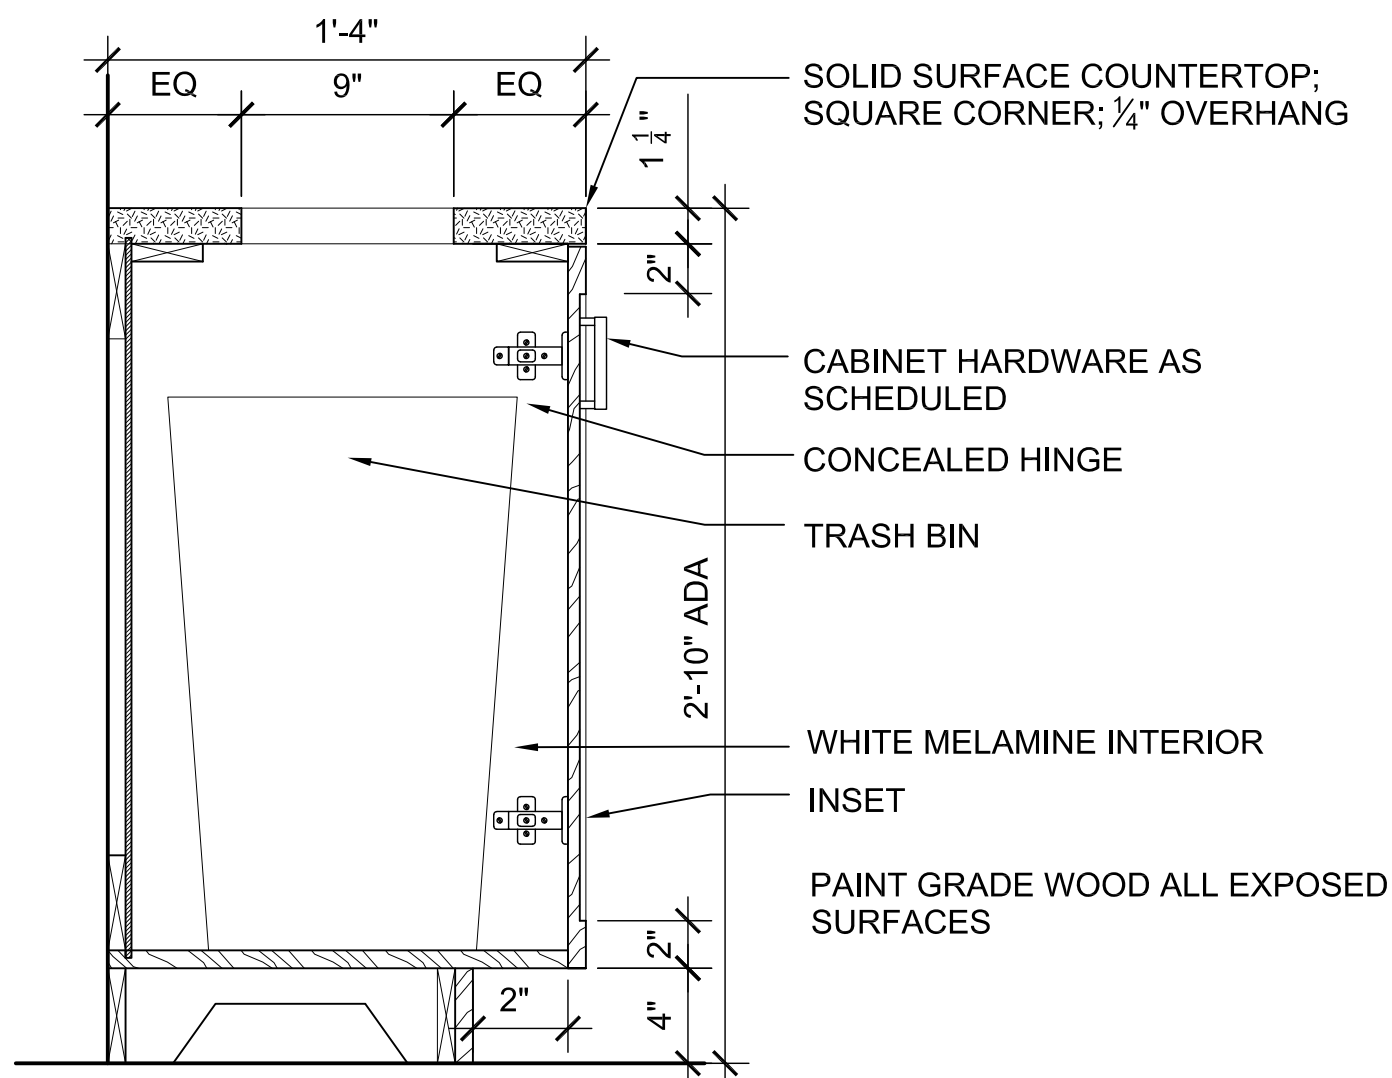 1'-4"
EQ 9" EQ
SOLID SURFACE COUNTERTOP;
SQUARE CORNER; ¼" OVERHANG
1 1/4"
2"
CABINET HARDWARE AS
SCHEDULED
CONCEALED HINGE
TRASH BIN
2'-10" ADA
WHITE MELAMINE INTERIOR
INSET
PAINT GRADE WOOD ALL EXPOSED
SURFACES
2"
2"
4"